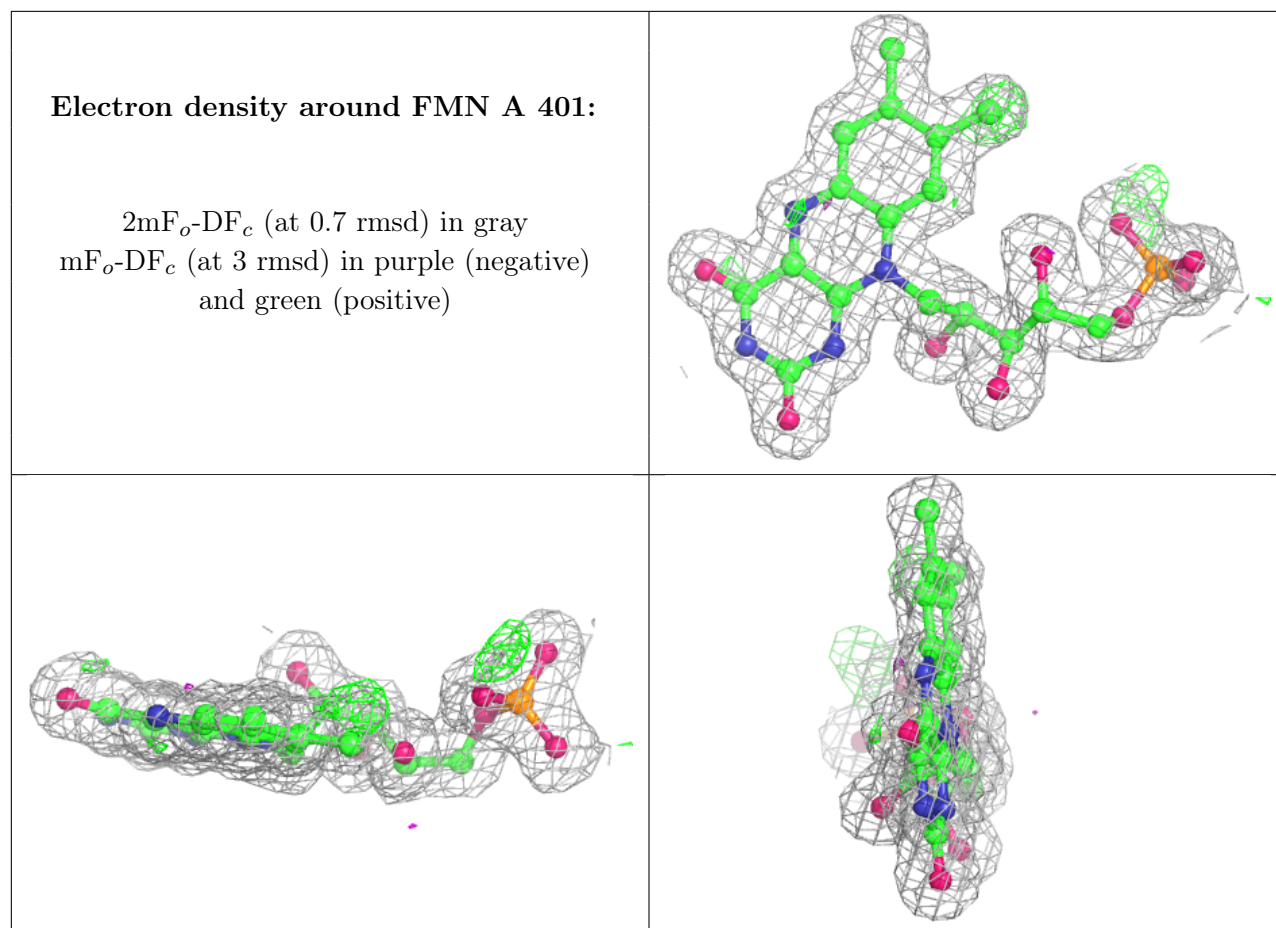 Electron density around FMN A 401:
2mFo-DFc (at 0.7 rmsd) in gray
mFo-DFc (at 3 rmsd) in purple (negative)
and green (positive)